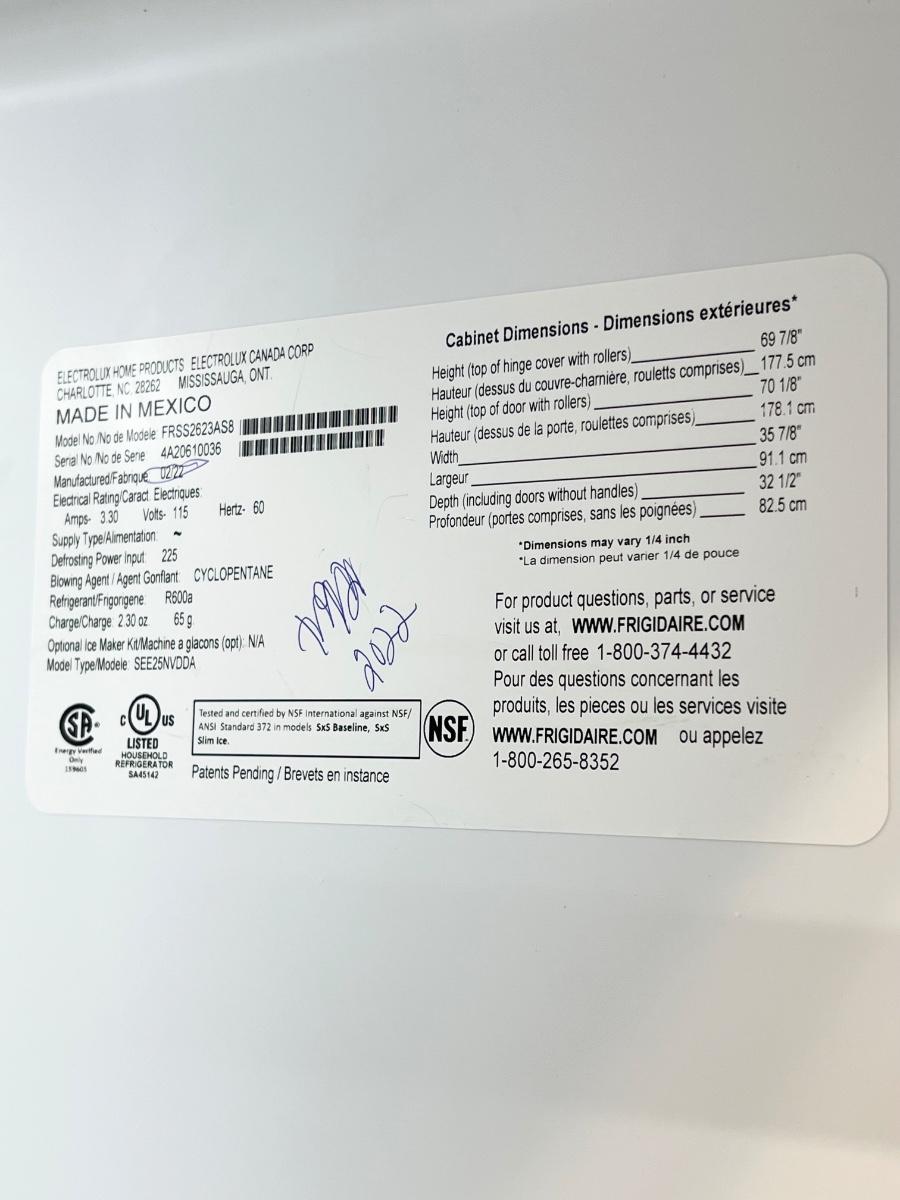 ELECTROLUX HOME PRODUCTS ELECTROLUX CANADA CORP
CHARLOTTE, NC. 28262 MISSISSAUGA, ONT.
MADE IN MEXICO
Model No /No de Modele FRSS2623AS8
Serial No /No de Serie 4A20610036
Manufactured/Fabriqué 02/22
Electrical Rating/Caract. Electriques:
Amps- 3.30 Volts- 115 Hertz- 60
Supply Type/Alimentation: ~
Defrosting Power Input: 225
Blowing Agent / Agent Gonflant: CYCLOPENTANE
Refrigerant/Frigorigene: R600a
Charge/Charge: 2.30 oz. 65 g.
Optional Ice Maker Kit/Machine a glacons (opt): N/A
Model Type/Modele: SEE25NVDDA
2022
SA
Energy Verified
Only
159605
C UL US
LISTED
HOUSEHOLD
REFRIGERATOR
SA45142
Tested and certified by NSF International against NSF/
ANSI Standard 372 in models SxS Baseline, SxS
Slim Ice.
NSF
Patents Pending / Brevets en instance
Cabinet Dimensions - Dimensions extérieures*
Height (top of hinge cover with rollers) 69 7/8"
Hauteur (dessus du couvre-charnière, rouletts comprises) 177.5 cm
Height (top of door with rollers) 70 1/8"
Hauteur (dessus de la porte, roulettes comprises) 178.1 cm
Width 35 7/8"
Largeur 91.1 cm
Depth (including doors without handles) 32 1/2"
Profondeur (portes comprises, sans les poignées) 82.5 cm
*Dimensions may vary 1/4 inch
*La dimension peut varier 1/4 de pouce
For product questions, parts, or service
visit us at, WWW.FRIGIDAIRE.COM
or call toll free 1-800-374-4432
Pour des questions concernant les
produits, les pieces ou les services visite
WWW.FRIGIDAIRE.COM ou appelez
1-800-265-8352